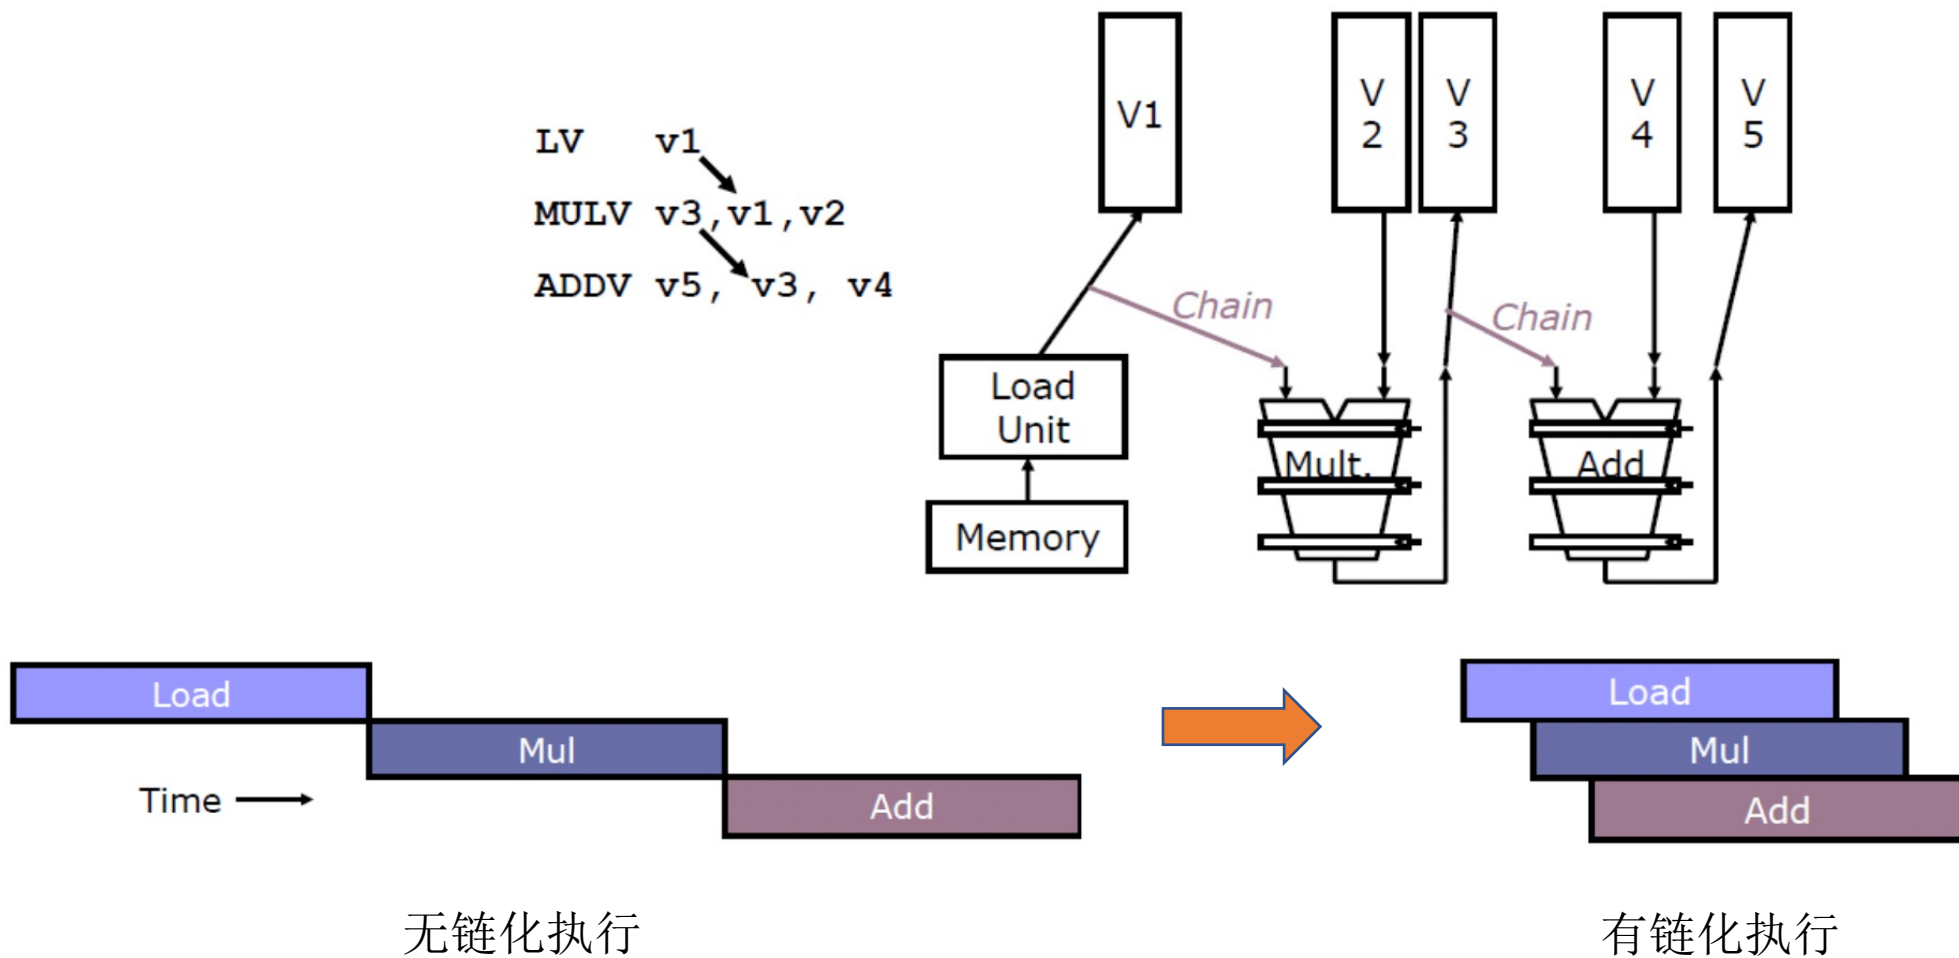 LV v1
MULV v3,v1,v2
ADDV v5, v3, v4
V1
V
2
V
3
V
4
V
5
Chain
Chain
Load
Unit
Memory
Mult.
Add
Load
Mul
Add
Time
Load
Mul
Add
无链化执行
有链化执行